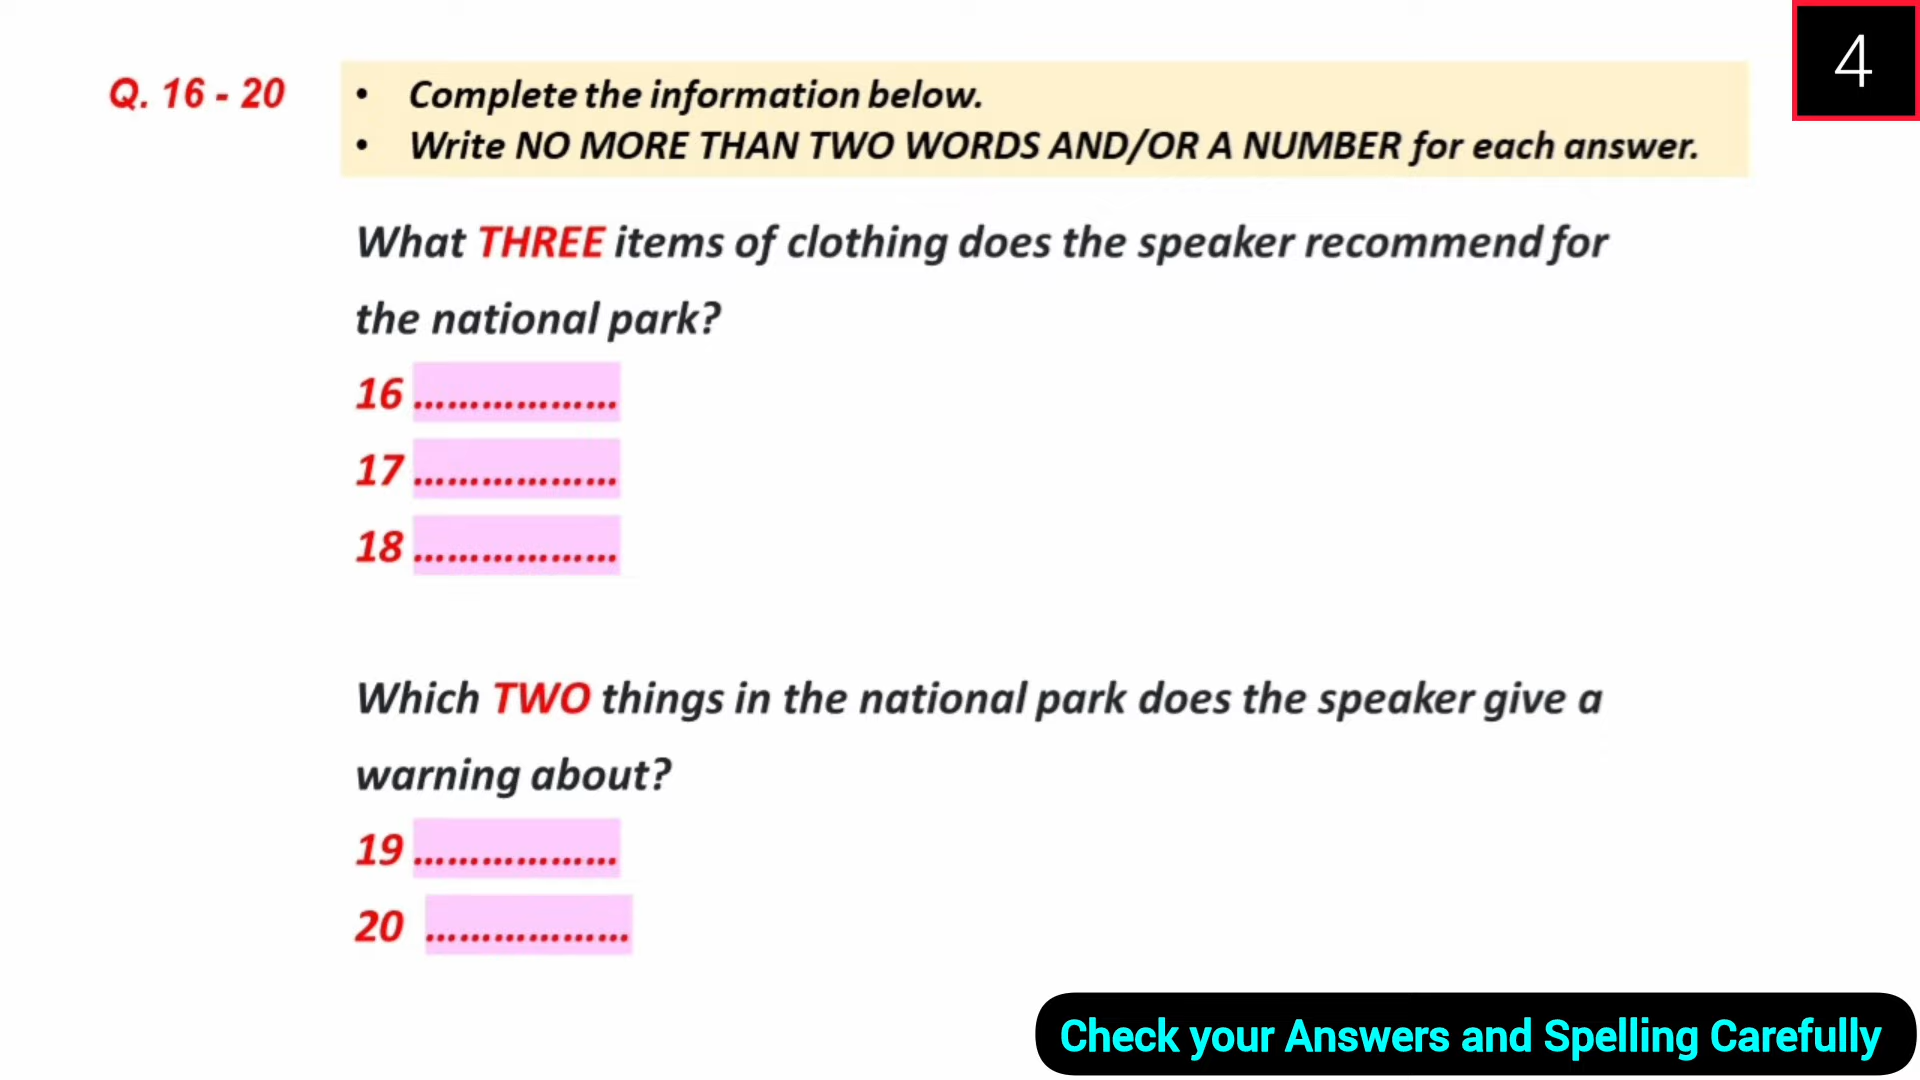 4
Q. 16 - 20
• Complete the information below.
• Write NO MORE THAN TWO WORDS AND/OR A NUMBER for each answer.
What THREE items of clothing does the speaker recommend for
the national park?
16 ..................
17 ..................
18 ..................
Which TWO things in the national park does the speaker give a
warning about?
19 ..................
20 ..................
Check your Answers and Spelling Carefully